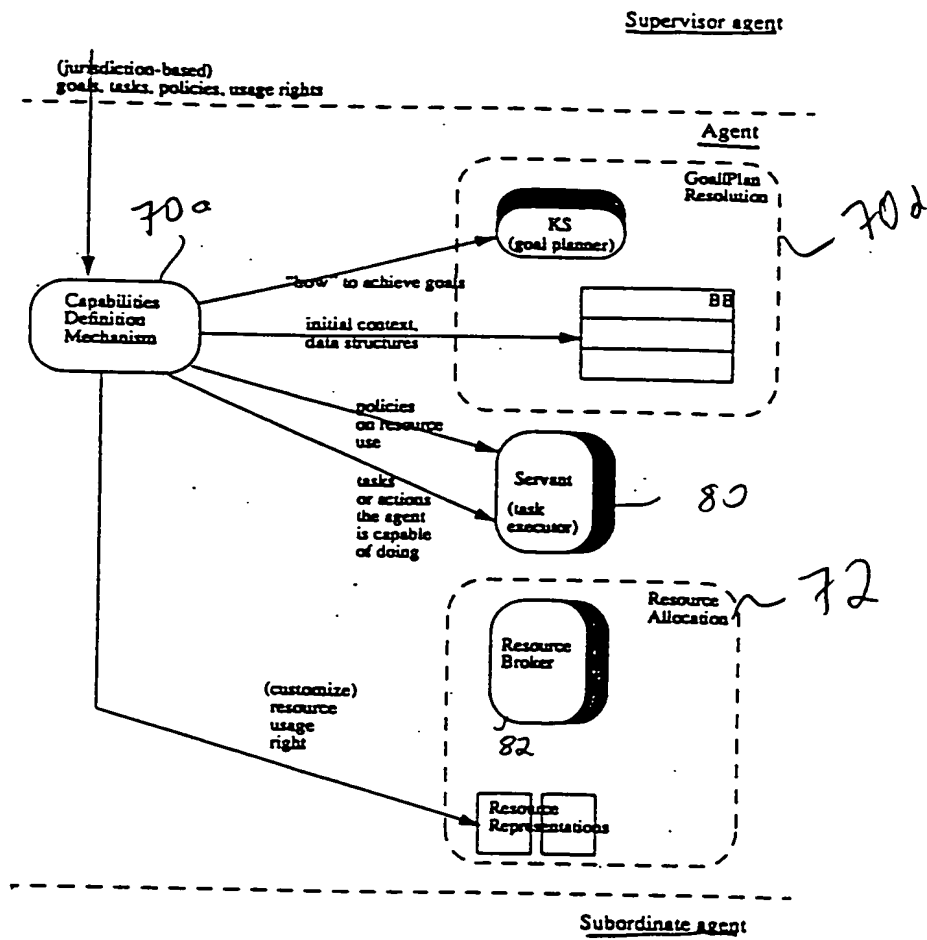 Supervisor agent
(jurisdiction-based)
goals, tasks, policies, usage rights
Agent
Goal/Plan
Resolution
70a
KS
(goal planner)
70d
"how" to achieve goals
Capabilities
Definition
Mechanism
BB
initial context,
data structures
policies
on resource
use
Servant
(task
executor)
80
tasks
or actions
the agent
is capable
of doing
Resource
Allocation
72
Resource
Broker
82
(customize)
resource
usage
right
Resource
Representations
Subordinate agent